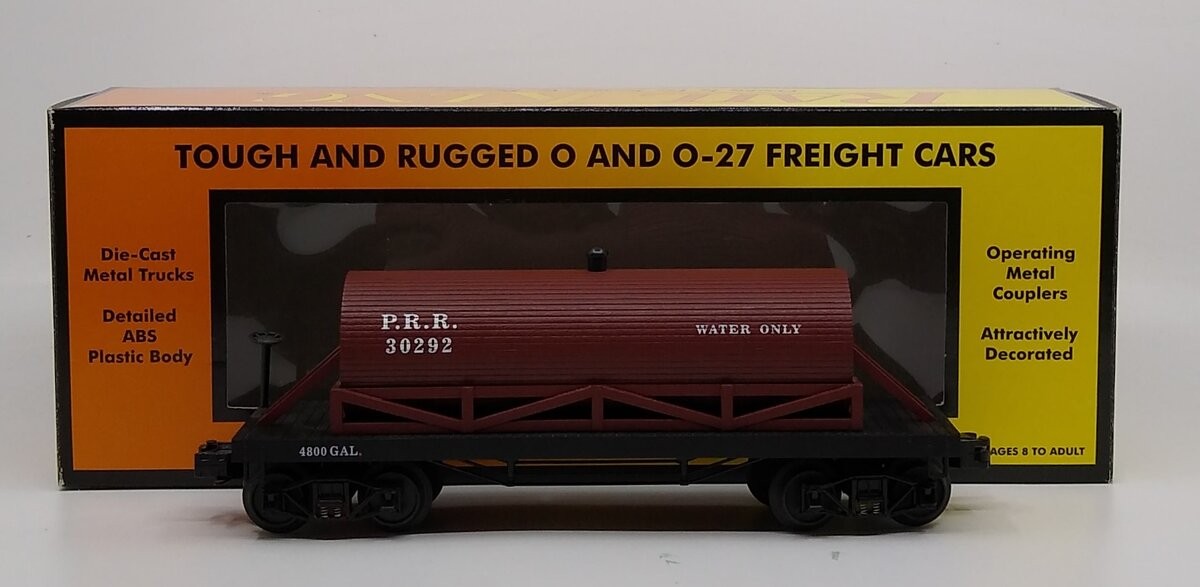 TOUGH AND RUGGED O AND O-27 FREIGHT CARS
Die-Cast
Metal Trucks
Detailed
ABS
Plastic Body
Operating
Metal
Couplers
Attractively
Decorated
P.R.R.
30292
WATER ONLY
4800 GAL.
AGES 8 TO ADULT